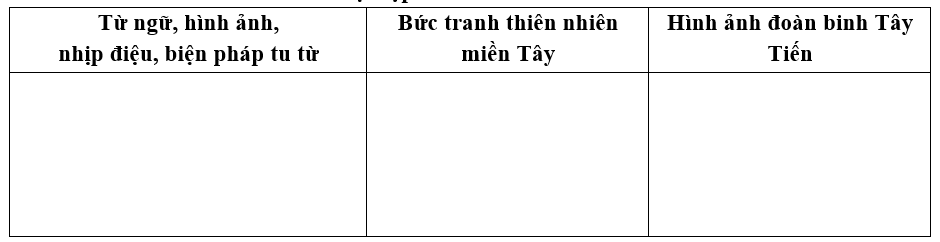 Từ ngữ, hình ảnh,
nhịp điệu, biện pháp tu từ
Bức tranh thiên nhiên
miền Tây
Hình ảnh đoàn binh Tây
Tiến